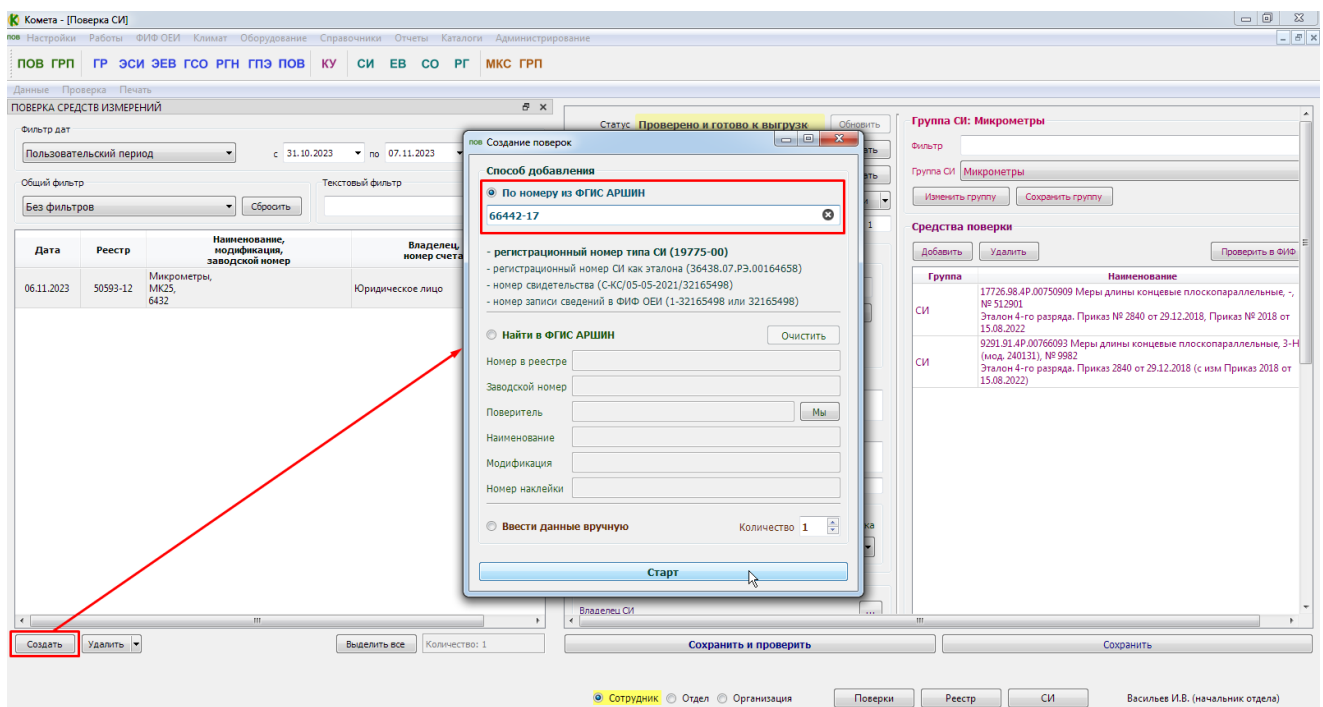 Комета - [Поверка СИ]
пов Настройки Работы ФИФ ОЕИ Климат Оборудование Справочники Отчеты Каталоги Администрирование
ПОВ ГРП ГР ЭСИ ЭЕВ ГСО РГН ГПЭ ПОВ КУ СИ ЕВ СО РГ МКС ГРП
Данные Проверка Печать
ПОВЕРКА СРЕДСТВ ИЗМЕРЕНИЙ
Фильтр дат
Пользовательский период с 31.10.2023 по 07.11.2023
Общий фильтр Текстовый фильтр
Без фильтров Сбросить
Дата Реестр Наименование, модификация, заводской номер Владелец, номер счета
06.11.2023 50593-12 Микрометры, МК25, 6432 Юридическое лицо
Создать Удалить Выделить все Количество: 1
Статус Проверено и готово к выгрузк Обновить
пов Создание поверок
Способ добавления
По номеру из ФГИС АРШИН
66442-17
- регистрационный номер типа СИ (19775-00)
- регистрационный номер СИ как эталона (36438.07.РЭ.00164658)
- номер свидетельства (С-КС/05-05-2021/32165498)
- номер записи сведений в ФИФ ОЕИ (1-32165498 или 32165498)
Найти в ФГИС АРШИН Очистить
Номер в реестре
Заводской номер
Поверитель Мы
Наименование
Модификация
Номер наклейки
Ввести данные вручную Количество 1
Старт
Владелец СИ ...
Сохранить и проверить Сохранить
Группа СИ: Микрометры
Фильтр
Группа СИ Микрометры
Изменить группу Сохранить группу
Средства поверки
Добавить Удалить Проверить в ФИФ
Группа Наименование
СИ 17726.98.4Р.00750909 Меры длины концевые плоскопараллельные, -,
№ 512901
Эталон 4-го разряда. Приказ № 2840 от 29.12.2018, Приказ № 2018 от
15.08.2022
СИ 9291.91.4Р.00766093 Меры длины концевые плоскопараллельные, 3-Н
(мод. 240131), № 9982
Эталон 4-го разряда. Приказ 2840 от 29.12.2018 (с изм Приказ 2018 от
15.08.2022)
Сотрудник Отдел Организация Поверки Реестр СИ Васильев И.В. (начальник отдела)